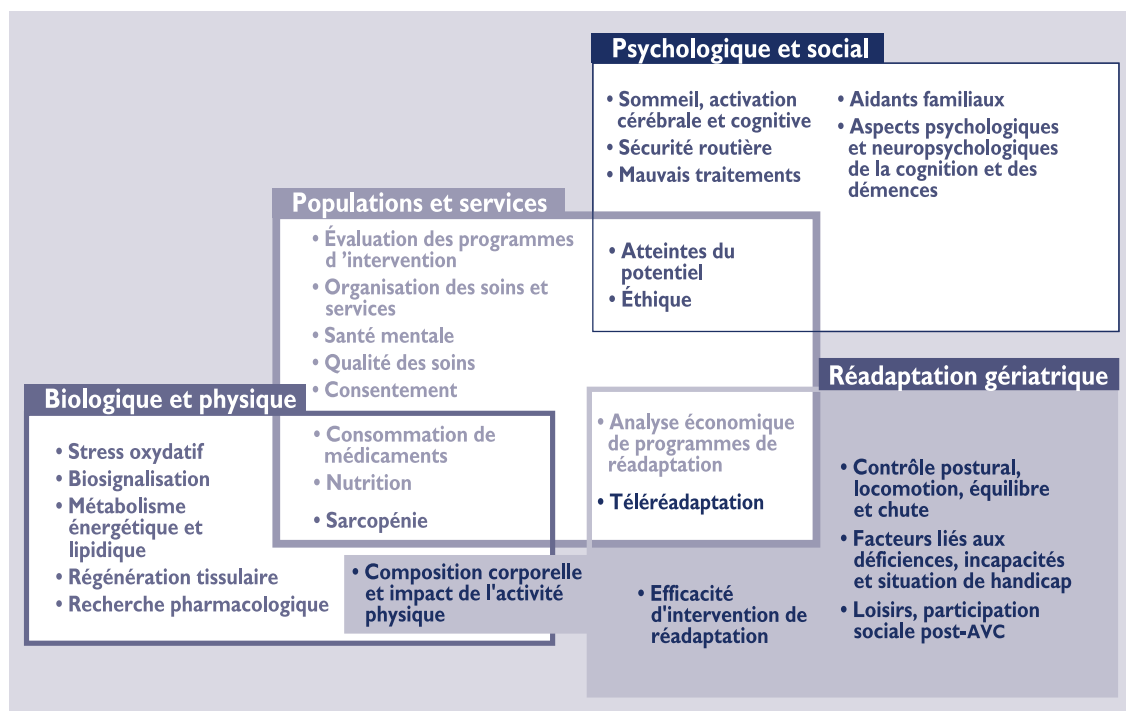 Psychologique et social
• Sommeil, activation
cérébrale et cognitive
• Sécurité routière
• Mauvais traitements
• Aidants familiaux
• Aspects psychologiques
et neuropsychologiques
de la cognition et des
démences
Populations et services
• Évaluation des programmes
d ’intervention
• Organisation des soins et
services
• Santé mentale
• Qualité des soins
• Consentement
• Atteintes du
potentiel
• Éthique
Biologique et physique
• Stress oxydatif
• Biosignalisation
• Métabolisme
énergétique et
lipidique
• Régénération tissulaire
• Recherche pharmacologique
• Consommation de
médicaments
• Nutrition
• Sarcopénie
• Composition corporelle
et impact de l'activité
physique
Réadaptation gériatrique
• Analyse économique
de programmes de
réadaptation
• Téléréadaptation
• Efficacité
d'intervention de
réadaptation
• Contrôle postural,
locomotion, équilibre
et chute
• Facteurs liés aux
déficiences, incapacités
et situation de handicap
• Loisirs, participation
sociale post-AVC